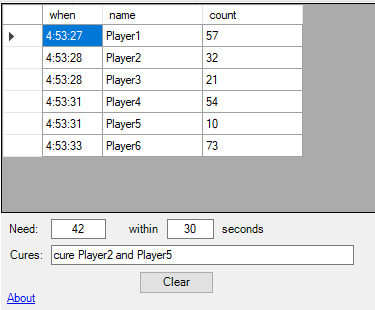 when name count
4:53:27 Player1 57
4:53:28 Player2 32
4:53:28 Player3 21
4:53:31 Player4 54
4:53:31 Player5 10
4:53:33 Player6 73
Need: 42 within 30 seconds
Cures: cure Player2 and Player5
Clear
About